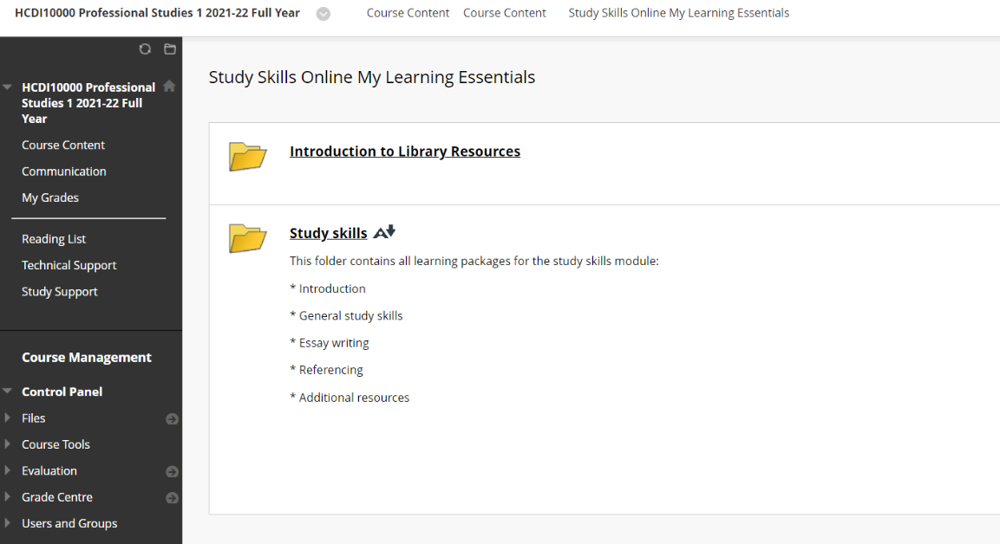 HCDI10000 Professional Studies 1 2021-22 Full Year Course Content Course Content Study Skills Online My Learning Essentials
HCDI10000 Professional
Studies 1 2021-22 Full
Year
Course Content
Communication
My Grades
Reading List
Technical Support
Study Support
Course Management
Control Panel
Files
Course Tools
Evaluation
Grade Centre
Users and Groups
Study Skills Online My Learning Essentials
Introduction to Library Resources
Study skills
This folder contains all learning packages for the study skills module:
* Introduction
* General study skills
* Essay writing
* Referencing
* Additional resources